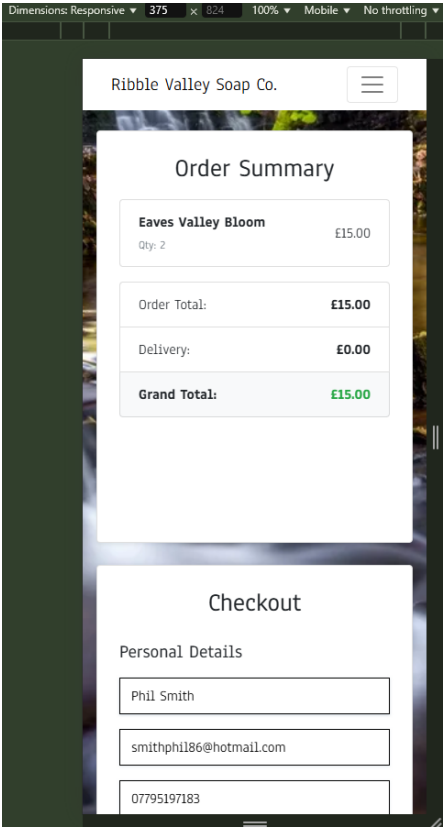 Dimensions: Responsive ▼ 375 × 824 100% ▼ Mobile ▼ No throttling ▼
Ribble Valley Soap Co.
Order Summary
Eaves Valley Bloom
£15.00
Qty: 2
Order Total: £15.00
Delivery: £0.00
Grand Total: £15.00
Checkout
Personal Details
Phil Smith
smithphil86@hotmail.com
07795197183